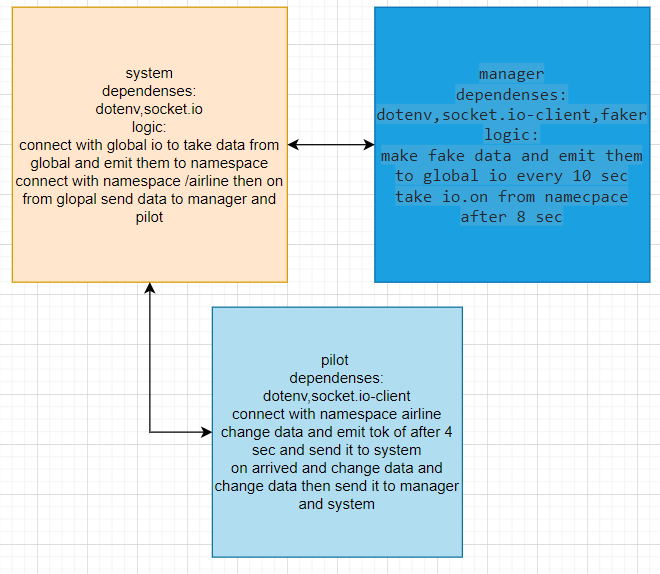 system
dependenses:
dotenv,socket.io
logic:
connect with global io to take data from
global and emit them to namespace
connect with namespace /airline then on
from glopal send data to manager and
pilot
manager
dependenses:
dotenv,socket.io-client,faker
logic:
make fake data and emit them
to global io every 10 sec
take io.on from namecpace
after 8 sec
pilot
dependenses:
dotenv,socket.io-client
connect with namespace airline
change data and emit tok of after 4
sec and send it to system
on arrived and change data and
change data then send it to manager
and system